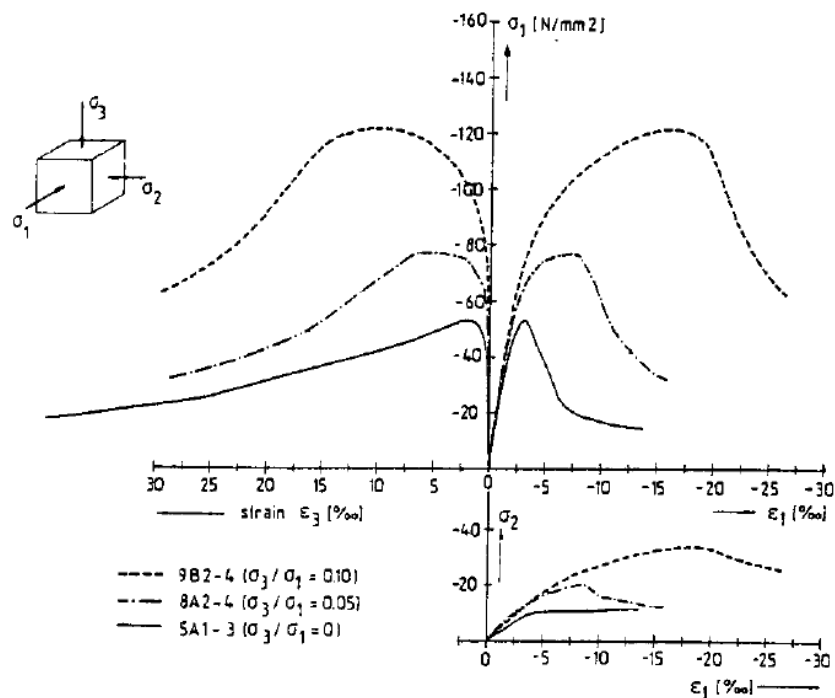 -160
σ1 [N/mm2]
-140
-120
-100
-80
-60
-40
-20
σ3
σ2
σ1
30 25 20 15 10 5 0 -5 -10 -15 -20 -25 -30
strain ε3 [‰] ε1 [‰]
σ2
-40
-20
0 -5 -10 -15 -20 -25 -30
ε1 [‰]
9B2-4 (σ3/σ1 = 0.10)
8A2-4 (σ3/σ1 = 0.05)
5A1-3 (σ3/σ1 = 0)